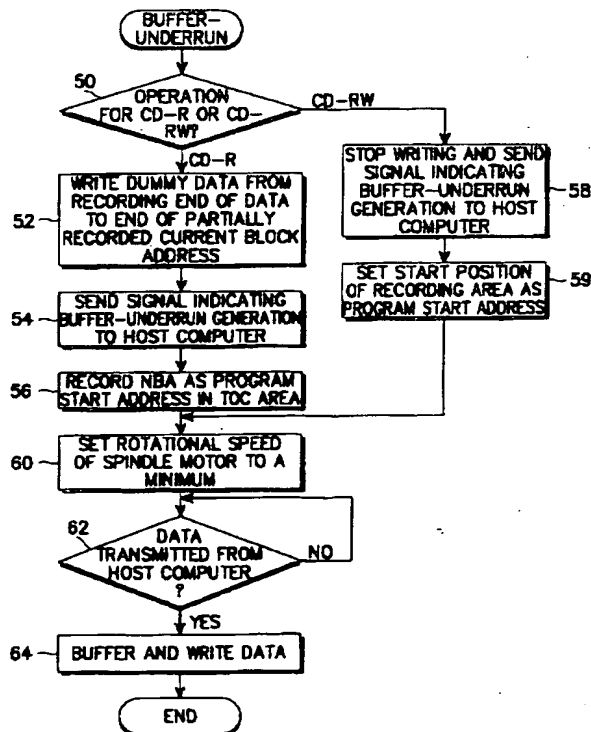 BUFFER-
UNDERRUN
50
OPERATION
FOR CD-R OR CD-
RW?
CD-RW
CD-R
52
WRITE DUMMY DATA FROM
RECORDING END OF DATA
TO END OF PARTIALLY
RECORDED CURRENT BLOCK
ADDRESS
STOP WRITING AND SEND
SIGNAL INDICATING
BUFFER-UNDERRUN
GENERATION TO HOST
COMPUTER
58
54
SEND SIGNAL INDICATING
BUFFER-UNDERRUN GENERATION
TO HOST COMPUTER
SET START POSITION
OF RECORDING AREA AS
PROGRAM START ADDRESS
59
56
RECORD NBA AS PROGRAM
START ADDRESS IN TOC AREA
60
SET ROTATIONAL SPEED
OF SPINDLE MOTOR TO A
MINIMUM
62
DATA
TRANSMITTED FROM
HOST COMPUTER
?
NO
YES
64
BUFFER AND WRITE DATA
END